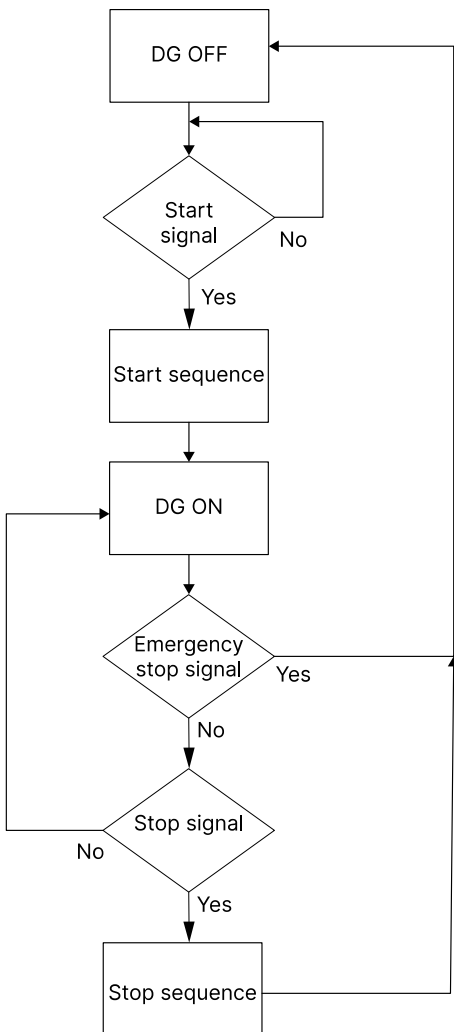 DG OFF
Start
signal
No
Yes
Start sequence
DG ON
Emergency
stop signal
Yes
No
Stop signal
No
Yes
Stop sequence